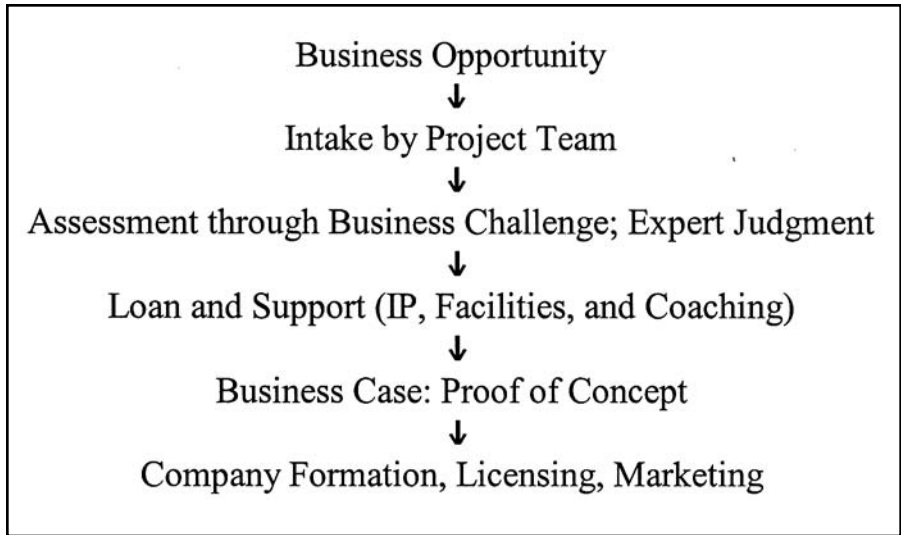 Business Opportunity
↓
Intake by Project Team
↓
Assessment through Business Challenge; Expert Judgment
↓
Loan and Support (IP, Facilities, and Coaching)
↓
Business Case: Proof of Concept
↓
Company Formation, Licensing, Marketing